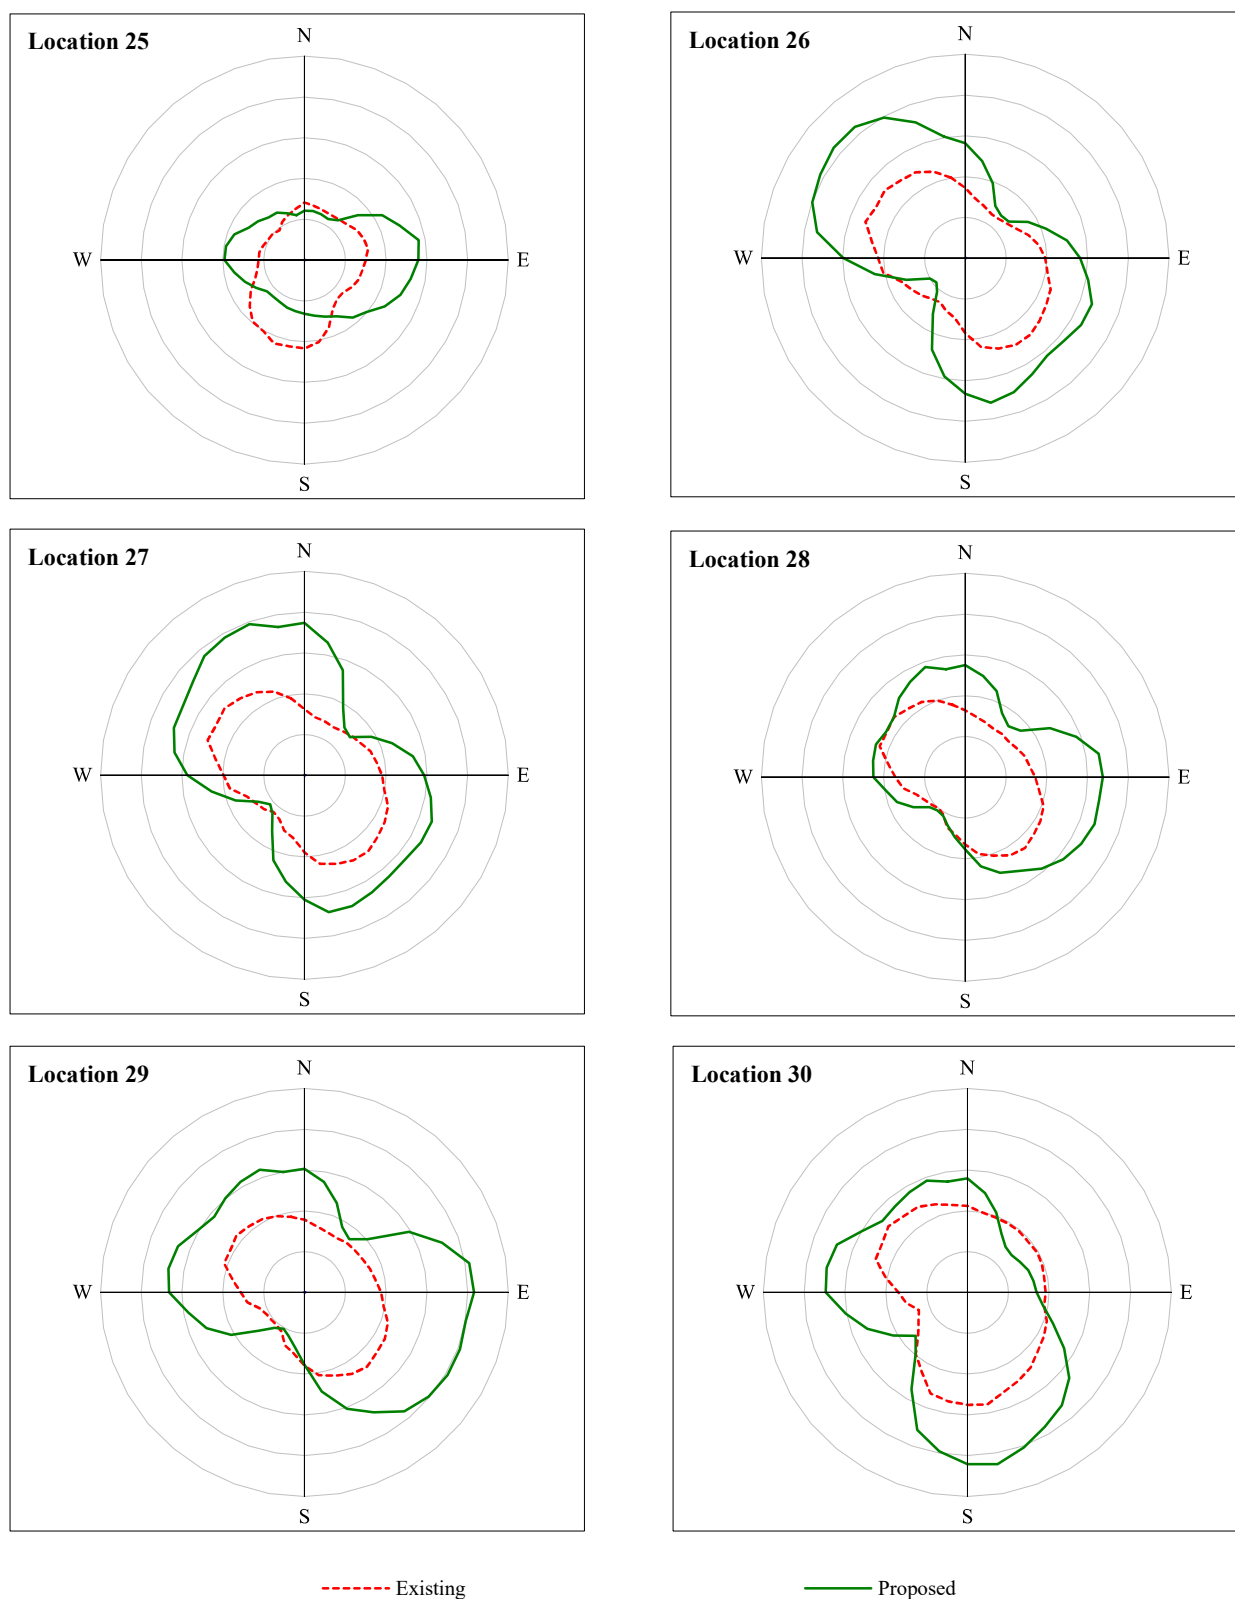 Location 25
N
W
E
S
Location 26
N
W
E
S
Location 27
N
W
E
S
Location 28
N
W
E
S
Location 29
N
W
E
S
Location 30
N
W
E
S
Existing
Proposed